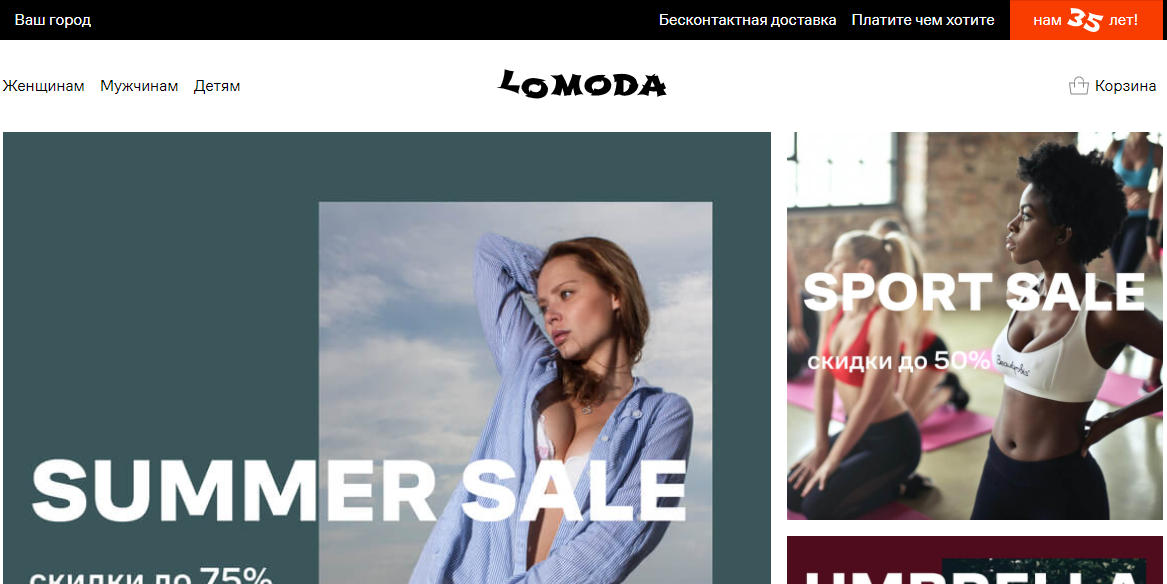 Ваш город
Бесконтактная доставка
Платите чем хотите
нам 35 лет!
Женщинам
Мужчинам
Детям
LOMODA
Корзина
SUMMER SALE
скидки до 75%
SPORT SALE
скидки до 50%
UMBRELLA